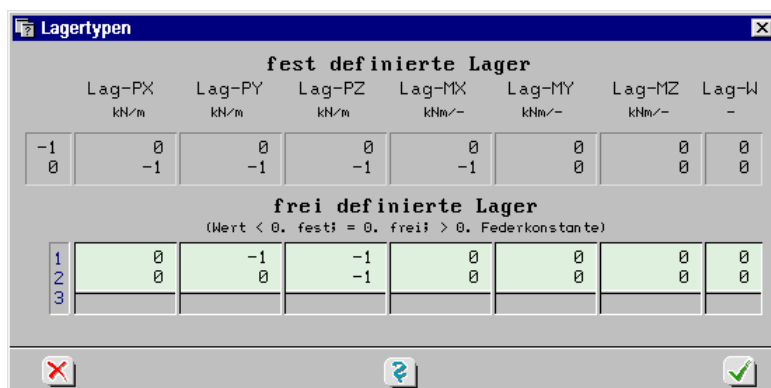 Lagertypen
fest definierte Lager
Lag-PX Lag-PY Lag-PZ Lag-MX Lag-MY Lag-MZ Lag-W
kN/m kN/m kN/m kNm/- kNm/- kNm/- -
-1 0 0 0 0 0 0 0
0 -1 -1 -1 -1 0 0 0
frei definierte Lager
(Wert < 0. fest; = 0. frei; > 0. Federkonstante)
1 0 -1 -1 0 0 0 0
2 0 0 -1 0 0 0 0
3